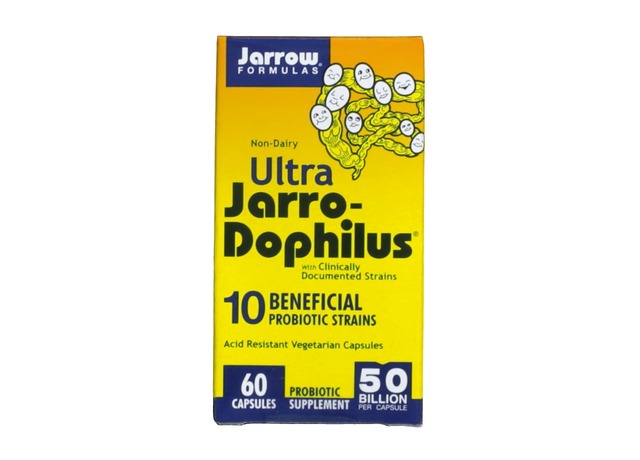 Jarrow
FORMULAS
Non-Dairy
Ultra
Jarro-
Dophilus®
With Clinically
Documented Strains
10 BENEFICIAL
PROBIOTIC STRAINS
Acid Resistant Vegetarian Capsules
60
CAPSULES
PROBIOTIC
SUPPLEMENT
50
BILLION
PER CAPSULE